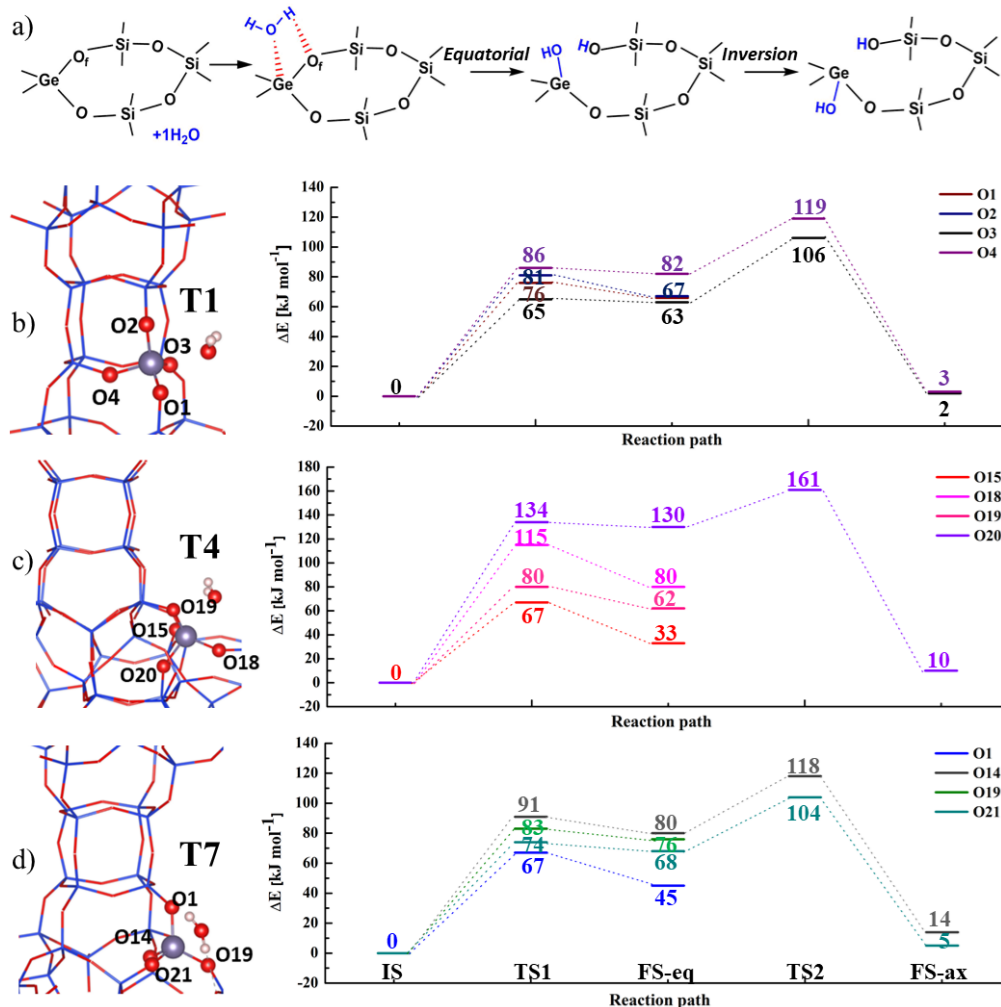 a)
Si
O
O_f
Si
Ge
O
O
Si
+1H₂O
H
O
H
Si
O
O_f
Si
Ge
O
O
Si
Equatorial
HO
HO
Si
O
Si
Ge
O
O
Si
Inversion
HO
Si
O
Si
Ge
HO
O
O
Si
b)
T1
O2
O3
O4
O1
ΔE [kJ mol⁻¹]
140
120
100
80
60
40
20
0
-20
0
86
81
76
65
82
67
63
119
106
3
2
O1
O2
O3
O4
Reaction path
c)
T4
O19
O15
O18
O20
ΔE [kJ mol⁻¹]
180
160
140
120
100
80
60
40
20
0
-20
0
134
115
80
67
130
80
62
33
161
10
O15
O18
O19
O20
Reaction path
d)
T7
O1
O14
O19
O21
ΔE [kJ mol⁻¹]
140
120
100
80
60
40
20
0
-20
0
91
83
74
67
80
76
68
45
118
104
14
5
O1
O14
O19
O21
IS TS1 FS-eq TS2 FS-ax
Reaction path